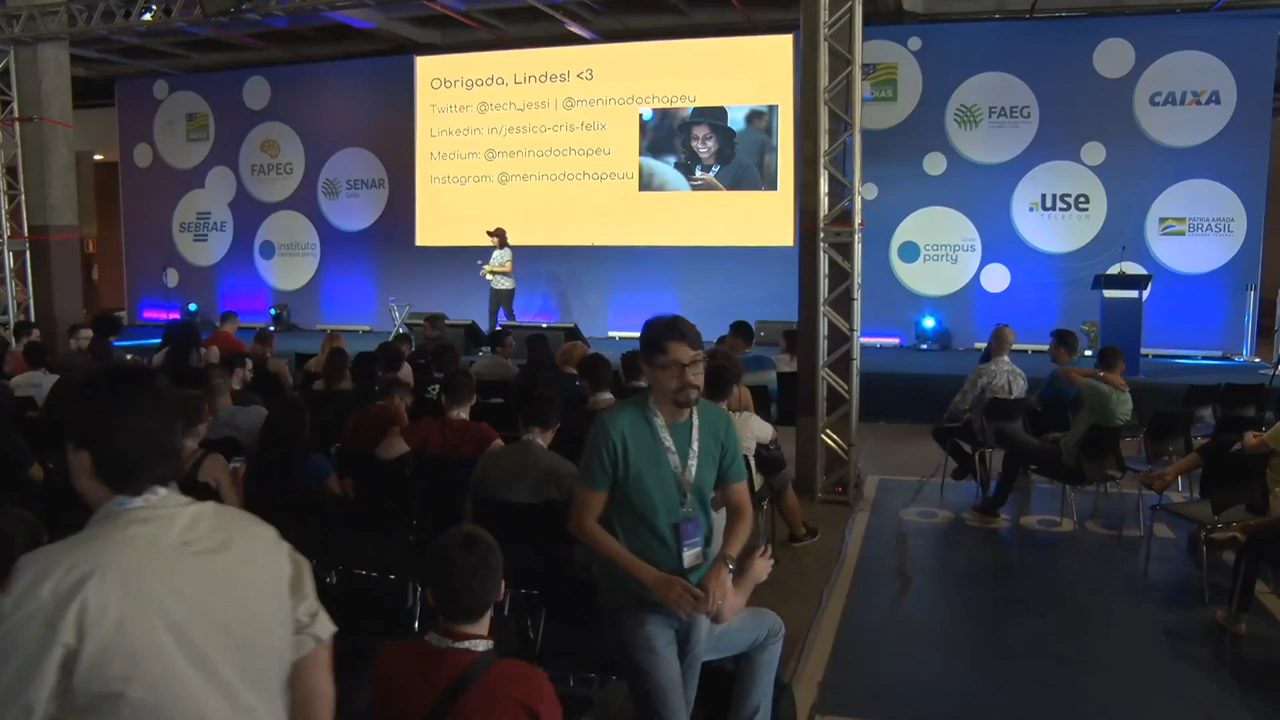 Obrigada, Lindes! <3
Twitter: @tech_jessi | @meninadochapeu
Linkedin: in/jessica-cris-felix
Medium: @meninadochapeu
Instagram: @meninadochapeuu
FAPEG
SENAR
SEBRAE
instituto
campus party
FAEG
CAIXA
.use
TELECOM
PÁTRIA AMADA
BRASIL
campus
party